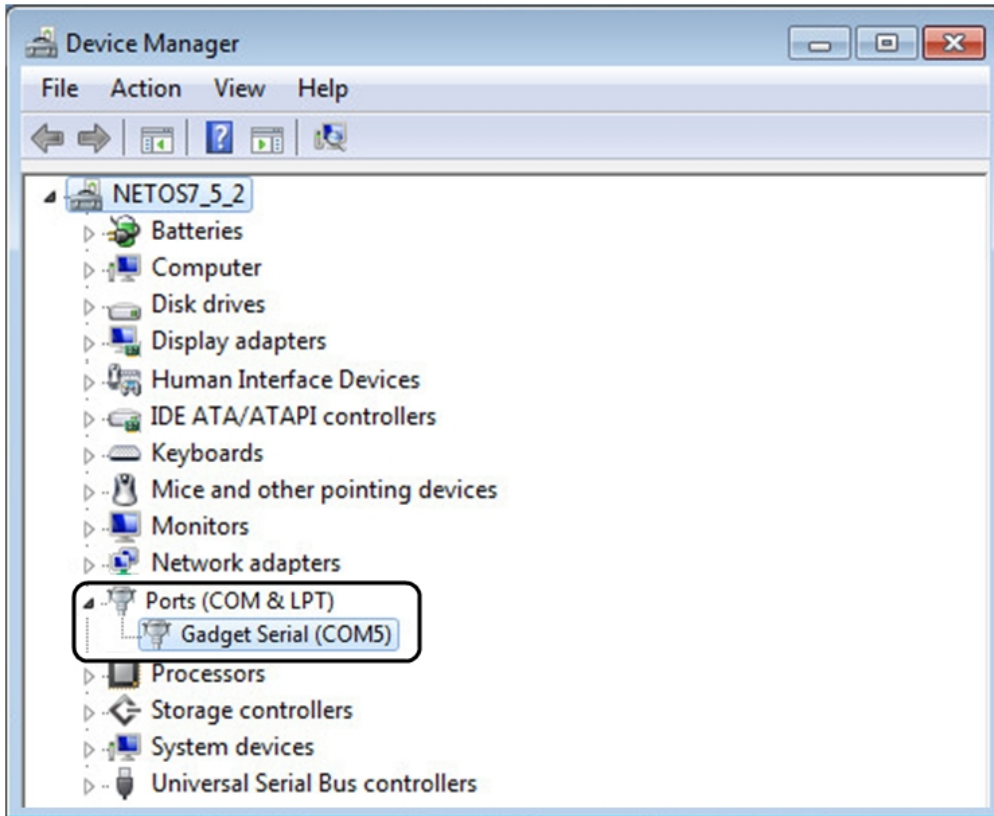 Device Manager
File Action View Help
NETOS7_5_2
Batteries
Computer
Disk drives
Display adapters
Human Interface Devices
IDE ATA/ATAPI controllers
Keyboards
Mice and other pointing devices
Monitors
Network adapters
Ports (COM & LPT)
Gadget Serial (COM5)
Processors
Storage controllers
System devices
Universal Serial Bus controllers